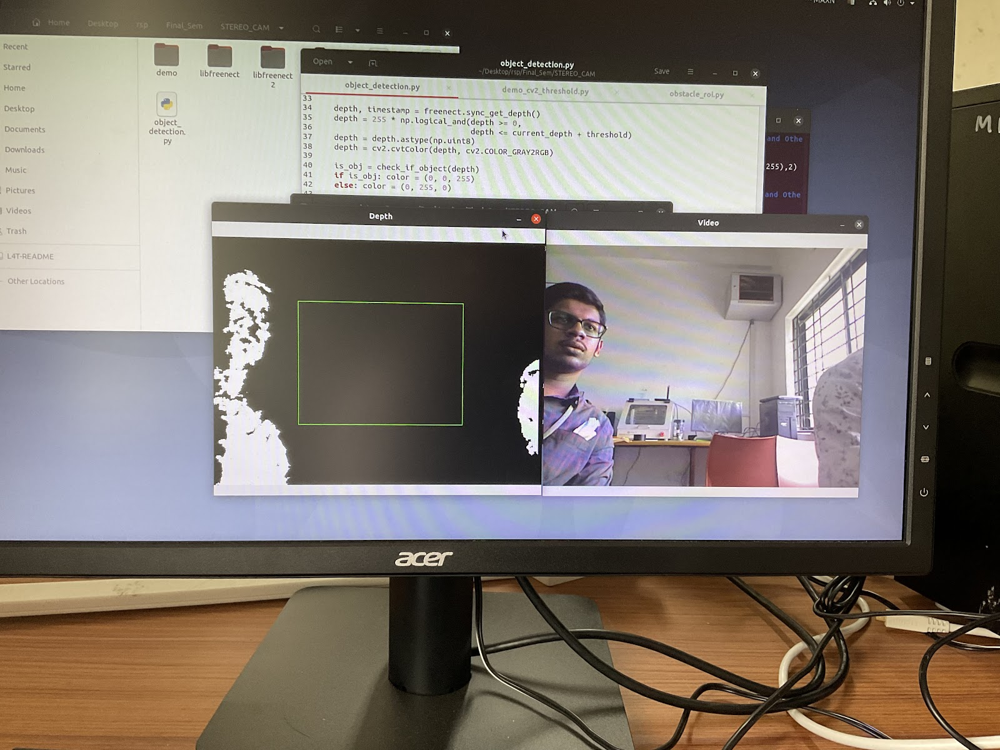 MAXN
Home Desktop rsp Final_Sem STEREO_CAM
Recent
Starred
Home
Desktop
Documents
Downloads
Music
Pictures
Videos
Trash
L4T-README
Other Locations
demo
libfreenect
libfreenect
2
object_
detection.
py
Open
object_detection.py
~/Desktop/rsp/Final_Sem/STEREO_CAM
Save
object_detection.py
demo_cv2_threshold.py
obstacle_roi.py
33
34 depth, timestamp = freenect.sync_get_depth()
35 depth = 255 * np.logical_and(depth >= 0,
36 depth <= current_depth + threshold)
37 depth = depth.astype(np.uint8)
38 depth = cv2.cvtColor(depth, cv2.COLOR_GRAY2RGB)
39
40 is_obj = check_if_object(depth)
41 if is_obj: color = (0, 0, 255)
42 else: color = (0, 255, 0)
and Othe
255),2)
and Othe
Depth
Video
acer